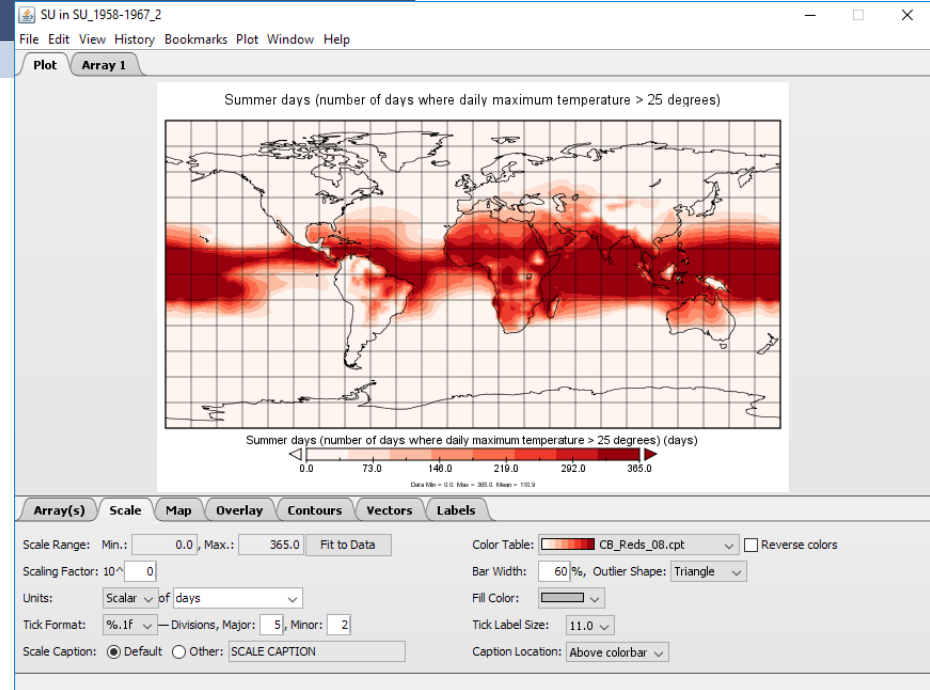 SU in SU_1958-1967_2
File Edit View History Bookmarks Plot Window Help
Plot Array 1
Summer days (number of days where daily maximum temperature > 25 degrees)
Summer days (number of days where daily maximum temperature > 25 degrees) (days)
0.0 73.0 146.0 219.0 292.0 365.0
Data Min = 0.0, Max = 365.0, Mean = 110.9
Array(s) Scale Map Overlay Contours Vectors Labels
Scale Range: Min.: 0.0 , Max.: 365.0 Fit to Data Color Table: CB_Reds_08.cpt Reverse colors
Scaling Factor: 10^ 0 Bar Width: 60 %, Outlier Shape: Triangle
Units: Scalar of days Fill Color:
Tick Format: %.1f — Divisions, Major: 5 , Minor: 2 Tick Label Size: 11.0
Scale Caption: Default Other: SCALE CAPTION Caption Location: Above colorbar